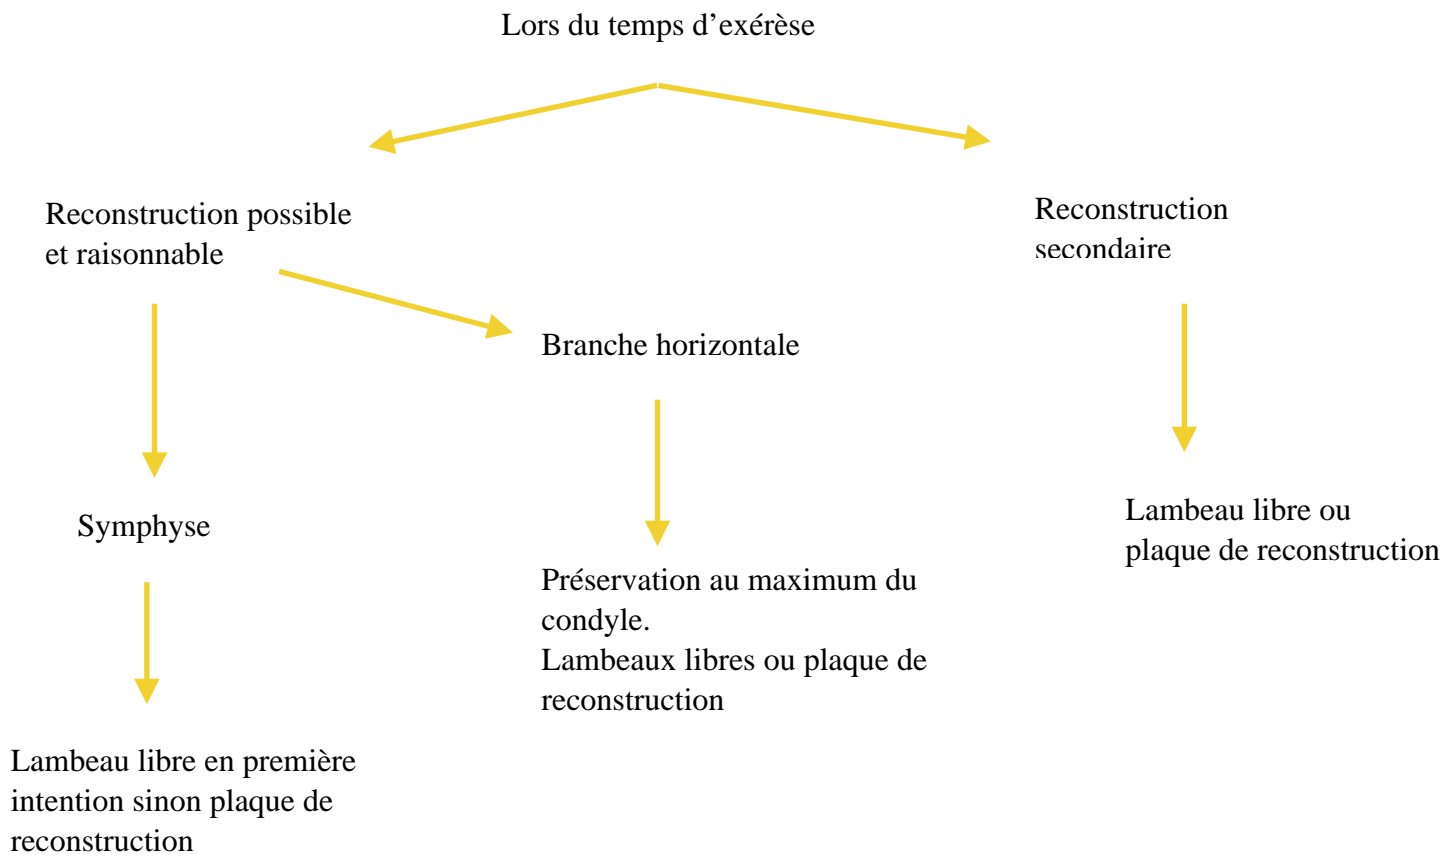 Lors du temps d’exérèse
Reconstruction possible
et raisonnable
Reconstruction
secondaire
Branche horizontale
Symphyse
Lambeau libre ou
plaque de reconstruction
Préservation au maximum du
condyle.
Lambeaux libres ou plaque de
reconstruction
Lambeau libre en première
intention sinon plaque de
reconstruction